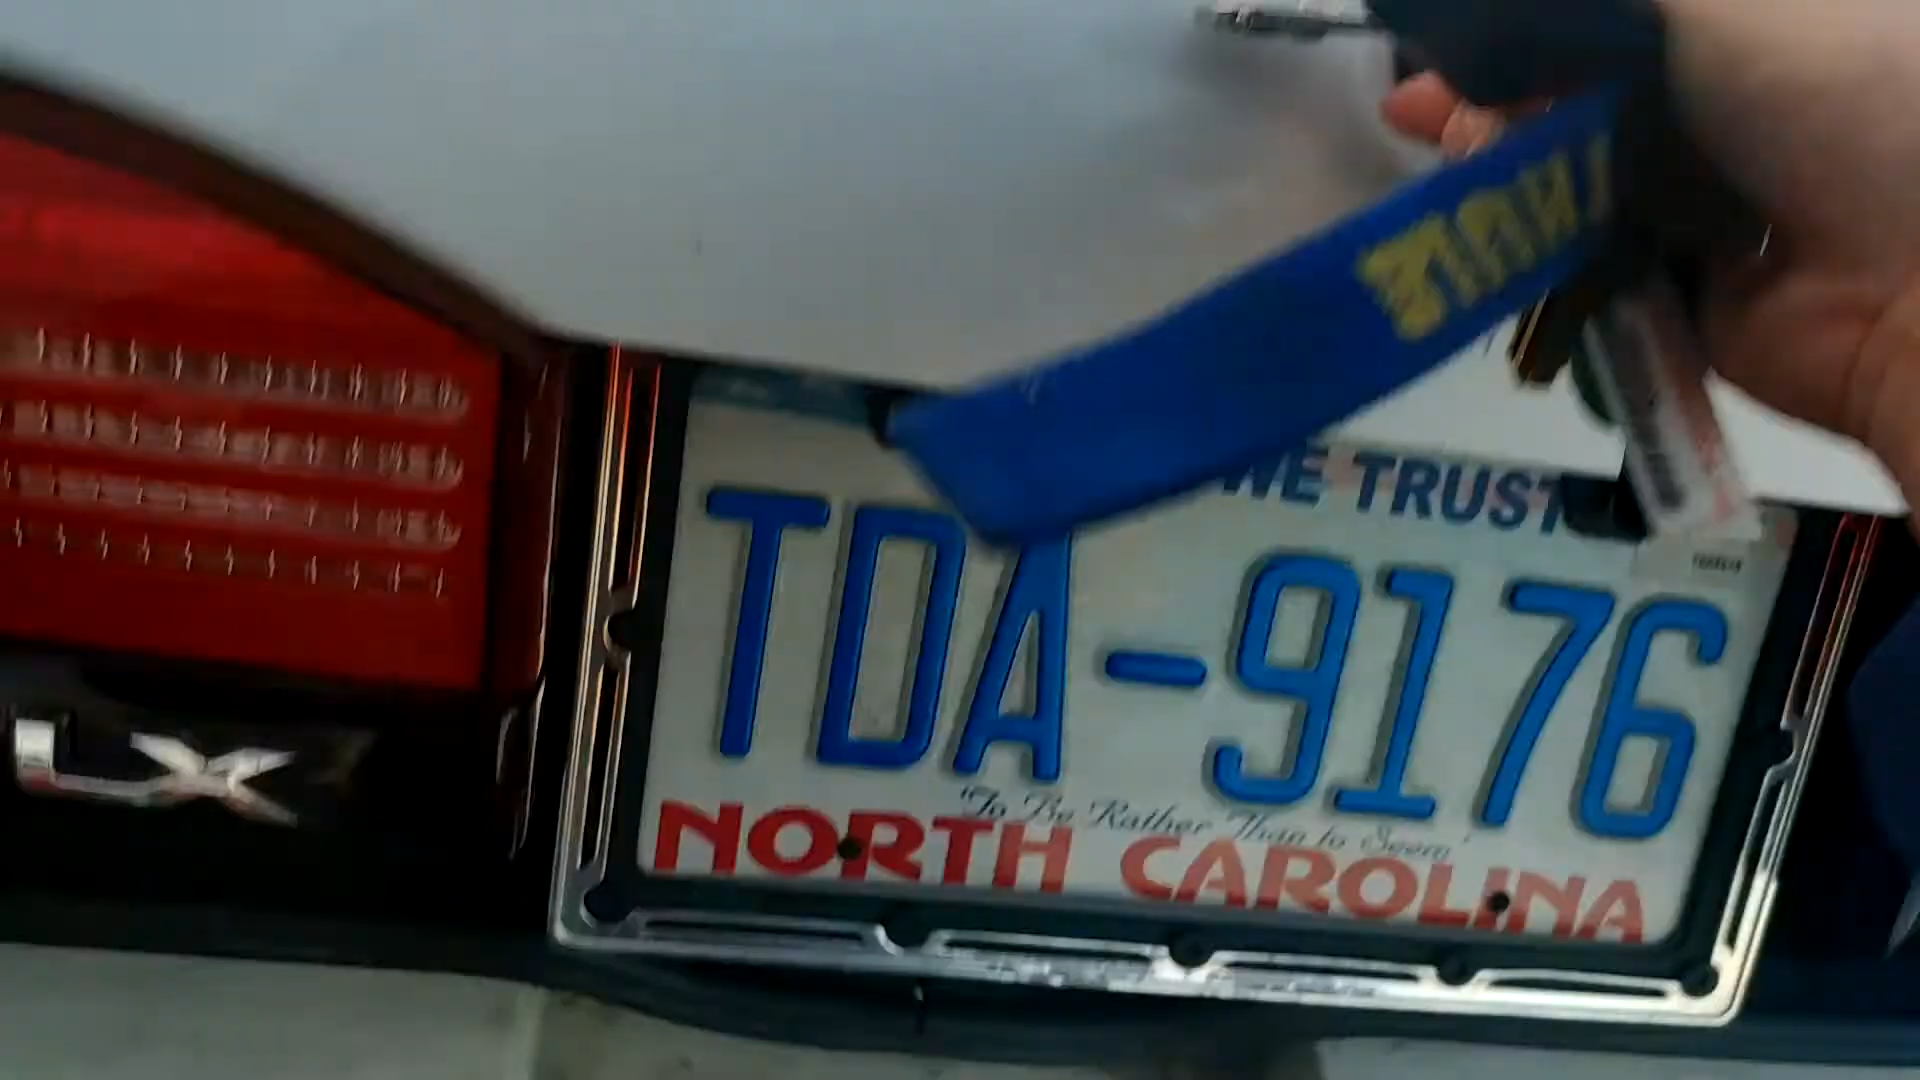 WE TRUST
TDA-9176
"To Be Rather Than to Seem"
NORTH CAROLINA
LX